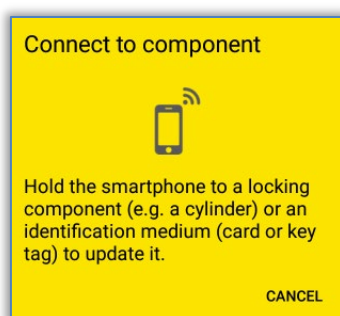 Connect to component
Hold the smartphone to a locking
component (e.g. a cylinder) or an
identification medium (card or key
tag) to update it.
CANCEL